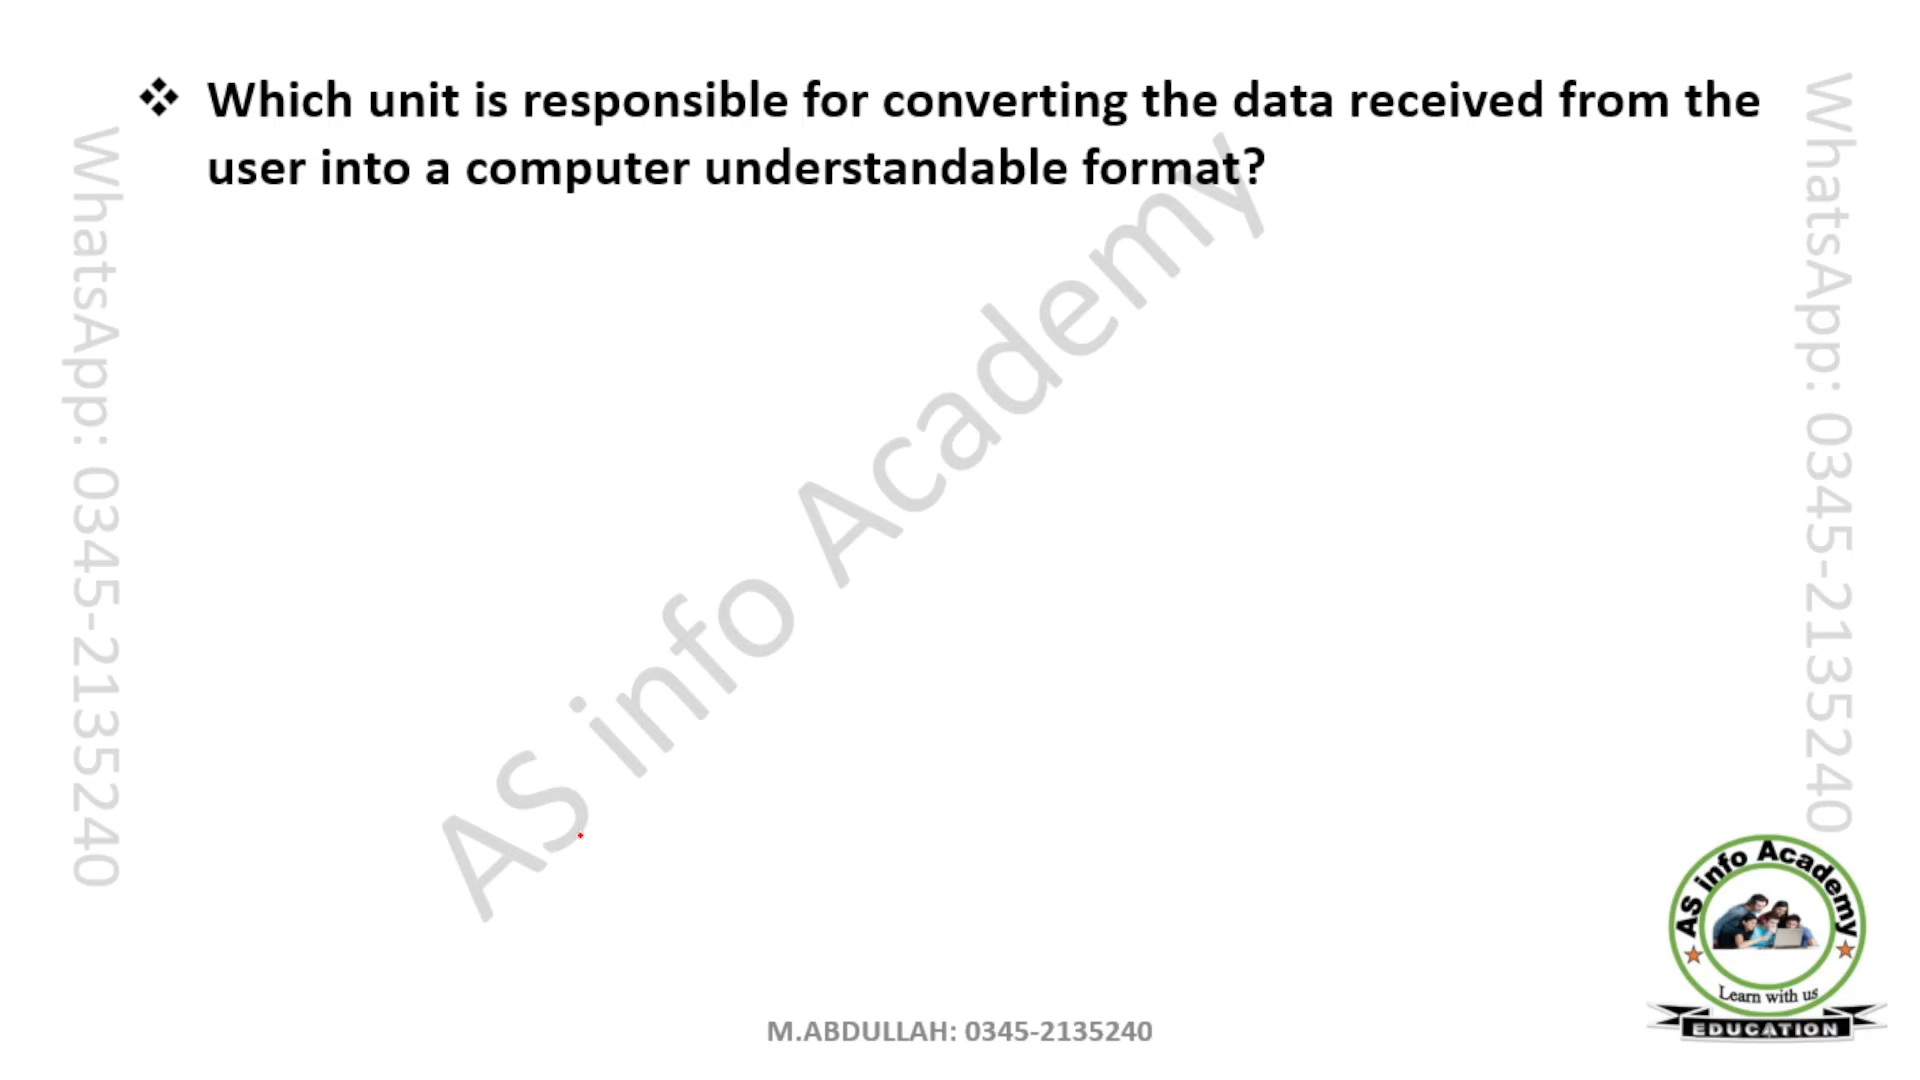 ❖ Which unit is responsible for converting the data received from the
user into a computer understandable format?
WhatsApp: 0345-2135240
AS info Academy
WhatsApp: 0345-2135240
AS info Academy
Learn with us
EDUCATION
M.ABDULLAH: 0345-2135240